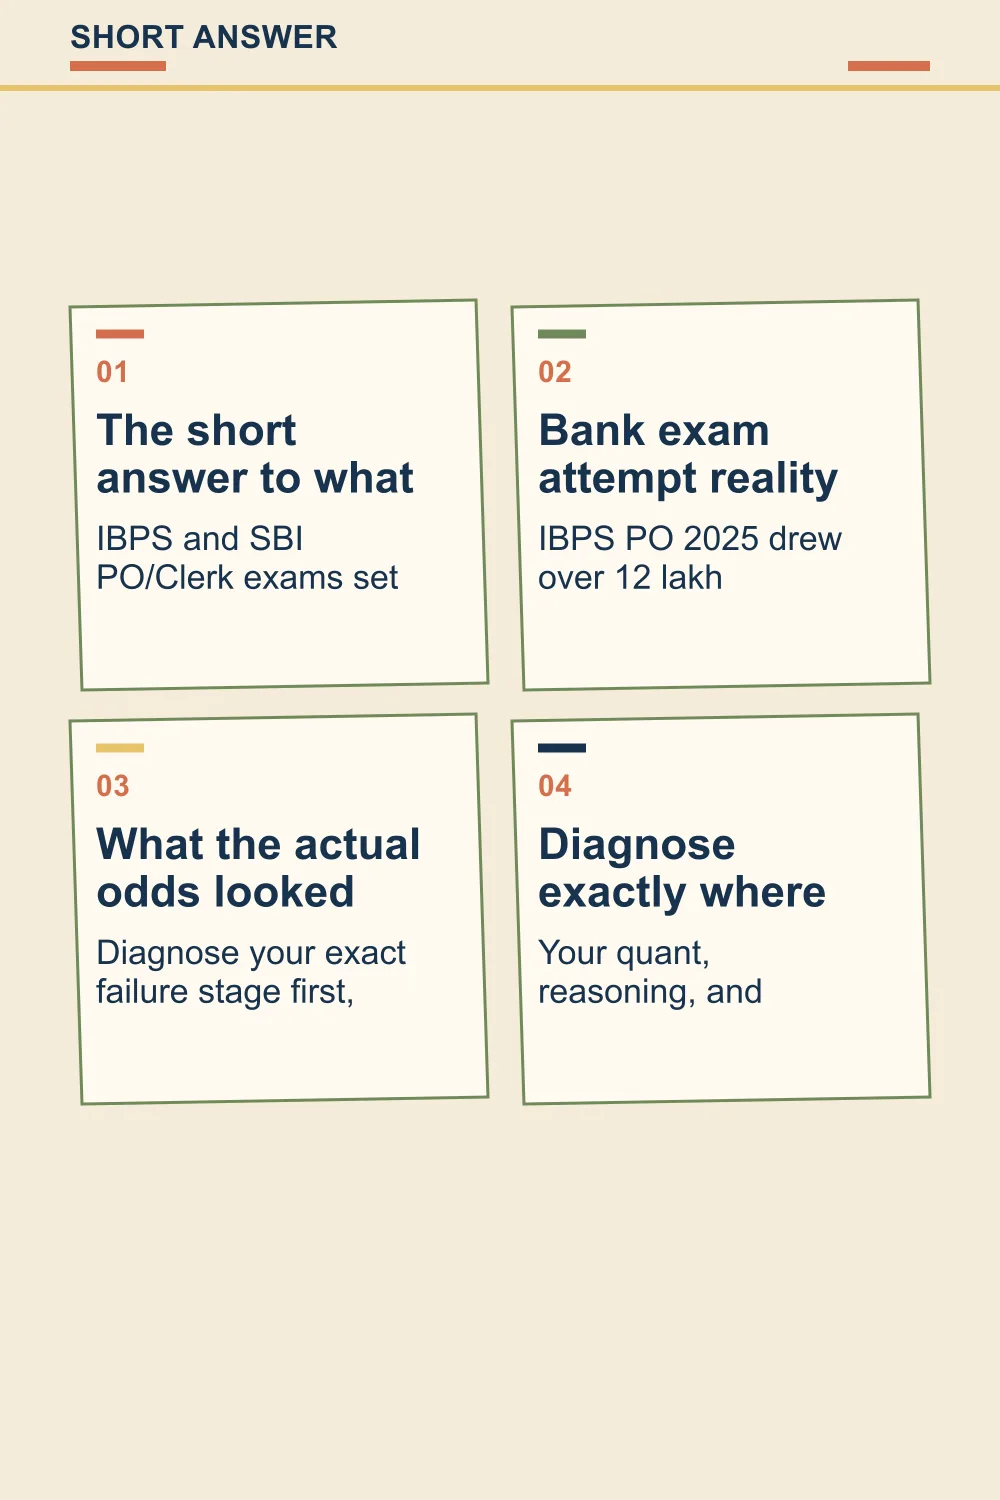 SHORT ANSWER
01
The short
answer to what
IBPS and SBI
PO/Clerk exams set
02
Bank exam
attempt reality
IBPS PO 2025 drew
over 12 lakh
03
What the actual
odds looked
Diagnose your exact
failure stage first,
04
Diagnose
exactly where
Your quant,
reasoning, and